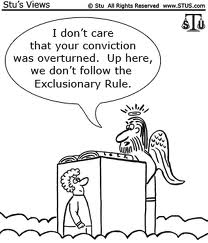 Stu's Views
© Stu All Rights Reserved www.STUS.com
STU
I don't care
that your conviction
was overturned. Up here,
we don't follow the
Exclusionary Rule.